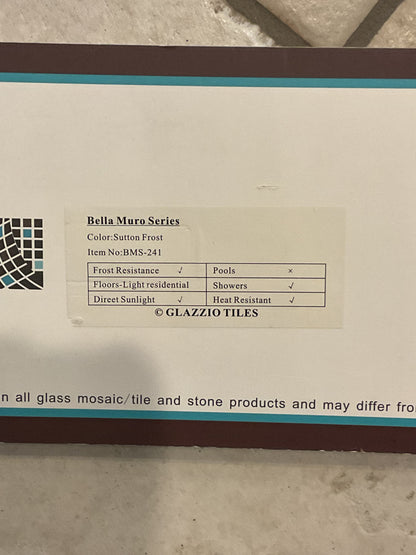 Bella Muro Series
Color:Sutton Frost
Item No:BMS-241
Frost Resistance √ Pools ×
Floors-Light residential Showers √
Direet Sunlight √ Heat Resistant √
© GLAZZIO TILES
n all glass mosaic/tile and stone products and may differ fro